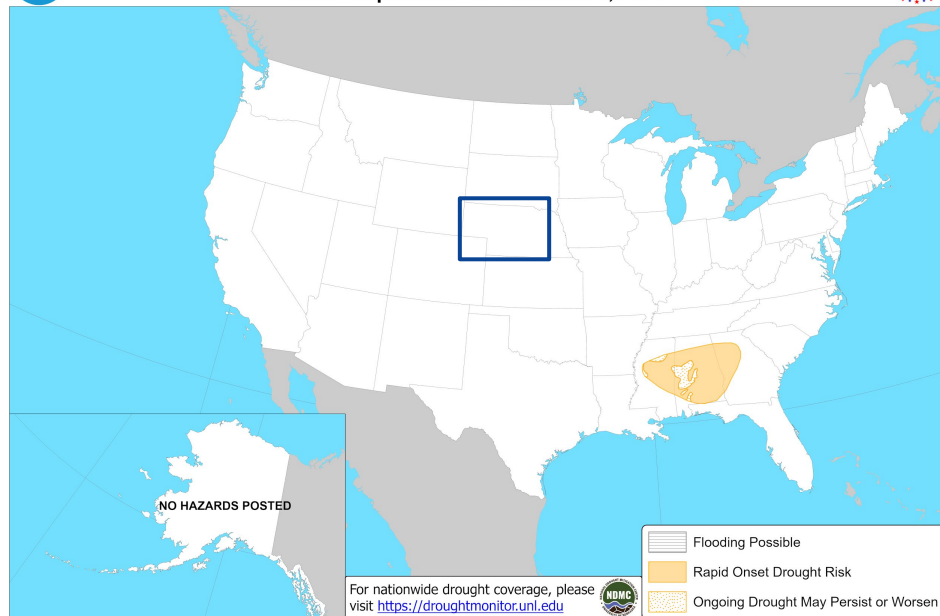 NO HAZARDS POSTED
For nationwide drought coverage, please
visit https://droughtmonitor.unl.edu
NDMC
Flooding Possible
Rapid Onset Drought Risk
Ongoing Drought May Persist or Worsen